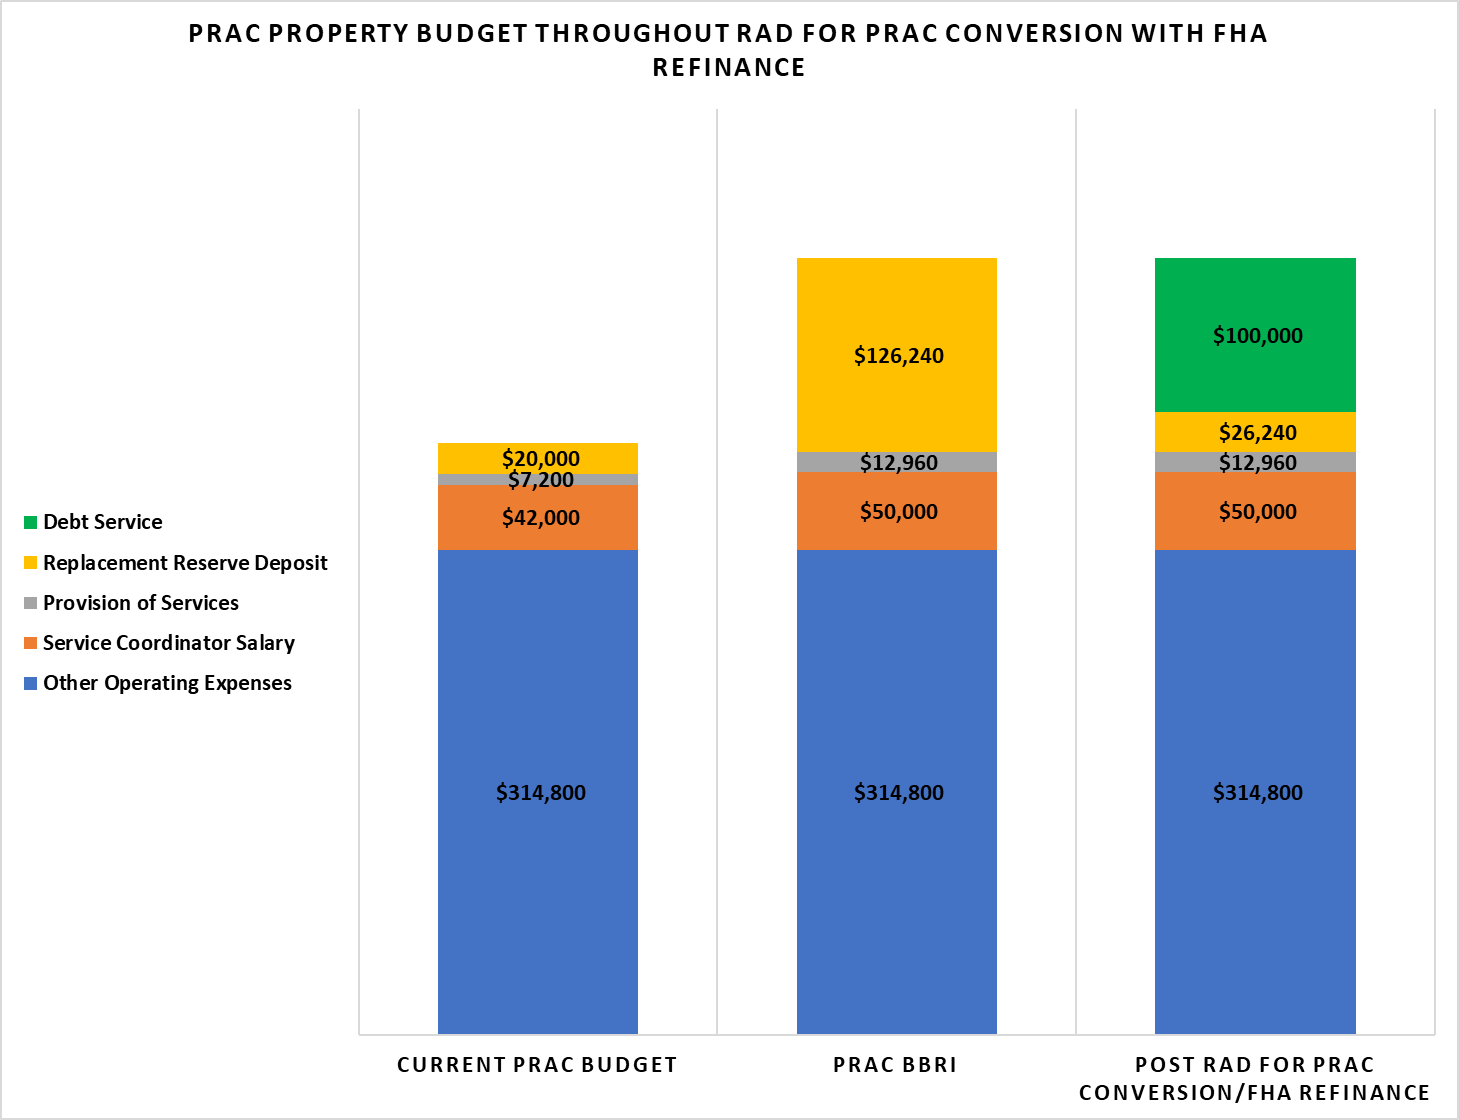 PRAC PROPERTY BUDGET THROUGHOUT RAD FOR PRAC CONVERSION WITH FHA
REFINANCE
Debt Service
Replacement Reserve Deposit
Provision of Services
Service Coordinator Salary
Other Operating Expenses
$20,000
$7,200
$42,000
$314,800
$126,240
$12,960
$50,000
$314,800
$100,000
$26,240
$12,960
$50,000
$314,800
CURRENT PRAC BUDGET
PRAC BBRI
POST RAD FOR PRAC
CONVERSION/FHA REFINANCE